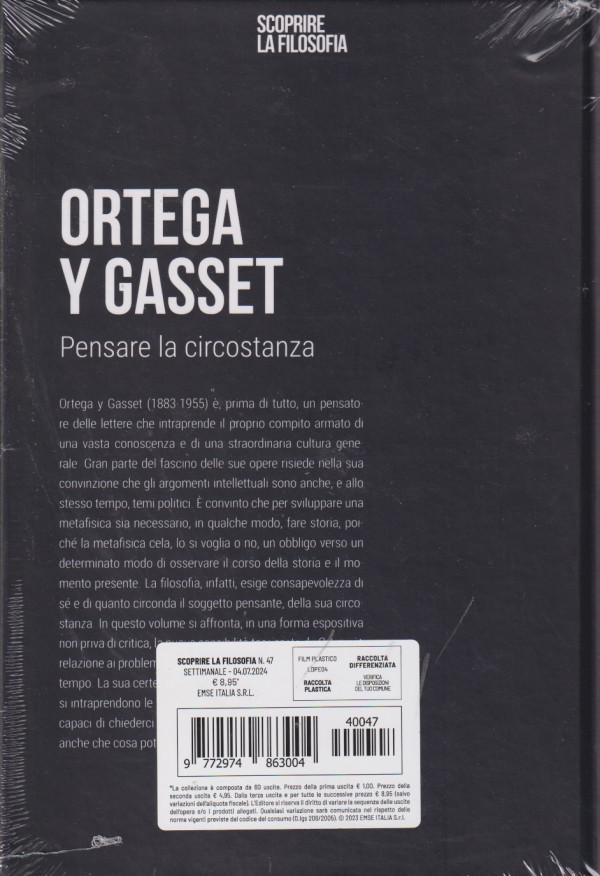 SCOPRIRE
LA FILOSOFIA
ORTEGA
Y GASSET
Pensare la circostanza
Ortega y Gasset (1883-1955) è, prima di tutto, un pensato-
re delle lettere che intraprende il proprio compito armato di
una vasta conoscenza e di una straordinaria cultura gene-
rale. Gran parte del fascino delle sue opere risiede nella sua
convinzione che gli argomenti intellettuali sono anche, e allo
stesso tempo, temi politici. È convinto che per sviluppare una
metafisica sia necessario, in qualche modo, fare storia, poi-
ché la metafisica cela, lo si voglia o no, un obbligo verso un
determinato modo di osservare il corso della storia e il mo-
mento presente. La filosofia, infatti, esige consapevolezza di
sé e di quanto circonda il soggetto pensante, della sua circo-
stanza. In questo volume si affronta, in una forma espositiva
non priva di critica, la
relazione ai problem
tempo. La sua certe
si intraprendono le
capaci di chiederci
anche che cosa pot
SCOPRIRE LA FILOSOFIA N. 47
SETTIMANALE - 04.07.2024
€ 8,95*
EMSE ITALIA S.R.L.
FILM PLASTICO
LDPE04
RACCOLTA
PLASTICA
RACCOLTA
DIFFERENZIATA
VERIFICA
LE DISPOSIZIONI
DEL TUO COMUNE
40047
9 772974 863004
*La collezione è composta da 60 uscite. Prezzo della prima uscita € 1,00. Prezzo della
seconda uscita € 4,95. Dalla terza uscita e per tutte le successive prezzo € 8,95 (salvo
variazioni dell'aliquota fiscale). L'Editore si riserva il diritto di variare la sequenza delle uscite
dell'opera e/o i prodotti allegati. Qualsiasi variazione sarà comunicata nel rispetto delle
norme vigenti previste dal codice del consumo (D.lgs 206/2005). © 2023 EMSE ITALIA S.r.l.